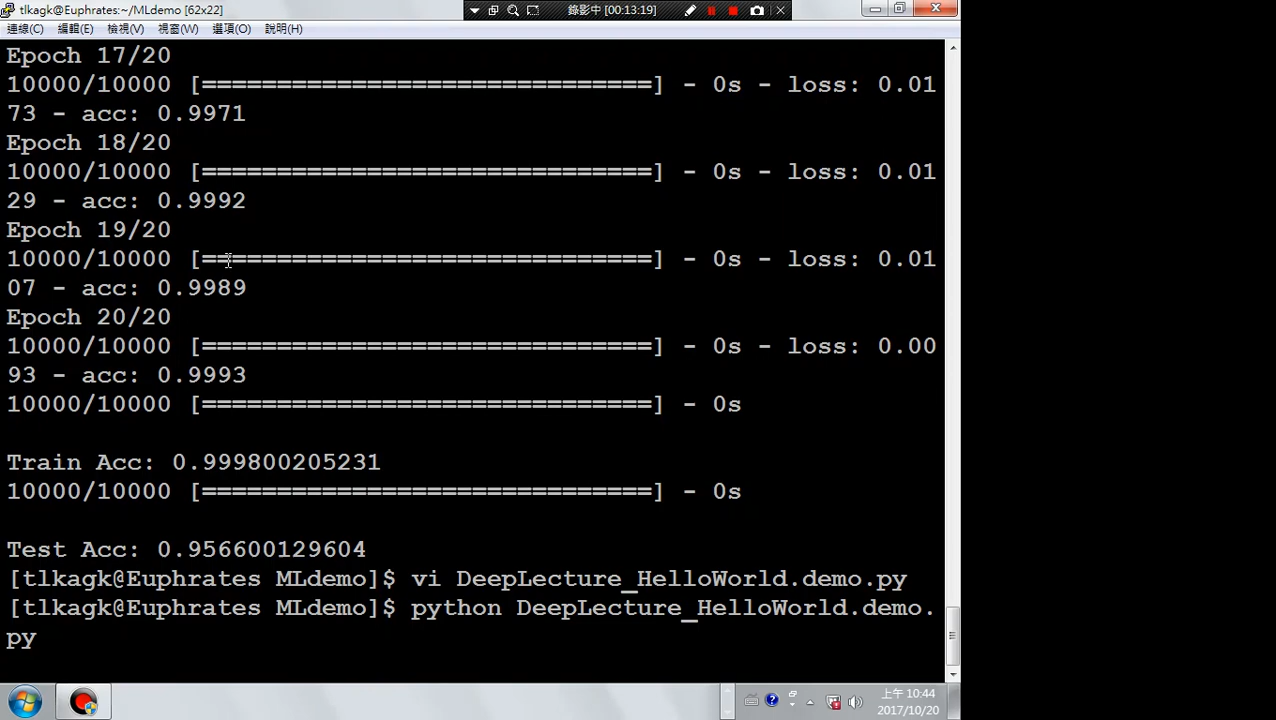 tlkagk@Euphrates:~/MLdemo [62x22]
錄影中 [00:13:19]
連線(C) 編輯(E) 檢視(V) 視窗(W) 選項(O) 說明(H)
Epoch 17/20
10000/10000 [==============================] - 0s - loss: 0.01
73 - acc: 0.9971
Epoch 18/20
10000/10000 [==============================] - 0s - loss: 0.01
29 - acc: 0.9992
Epoch 19/20
10000/10000 [==============================] - 0s - loss: 0.01
07 - acc: 0.9989
Epoch 20/20
10000/10000 [==============================] - 0s - loss: 0.00
93 - acc: 0.9993
10000/10000 [==============================] - 0s
Train Acc: 0.999800205231
10000/10000 [==============================] - 0s
Test Acc: 0.956600129604
[tlkagk@Euphrates MLdemo]$ vi DeepLecture_HelloWorld.demo.py
[tlkagk@Euphrates MLdemo]$ python DeepLecture_HelloWorld.demo.
py
上午 10:44
2017/10/20